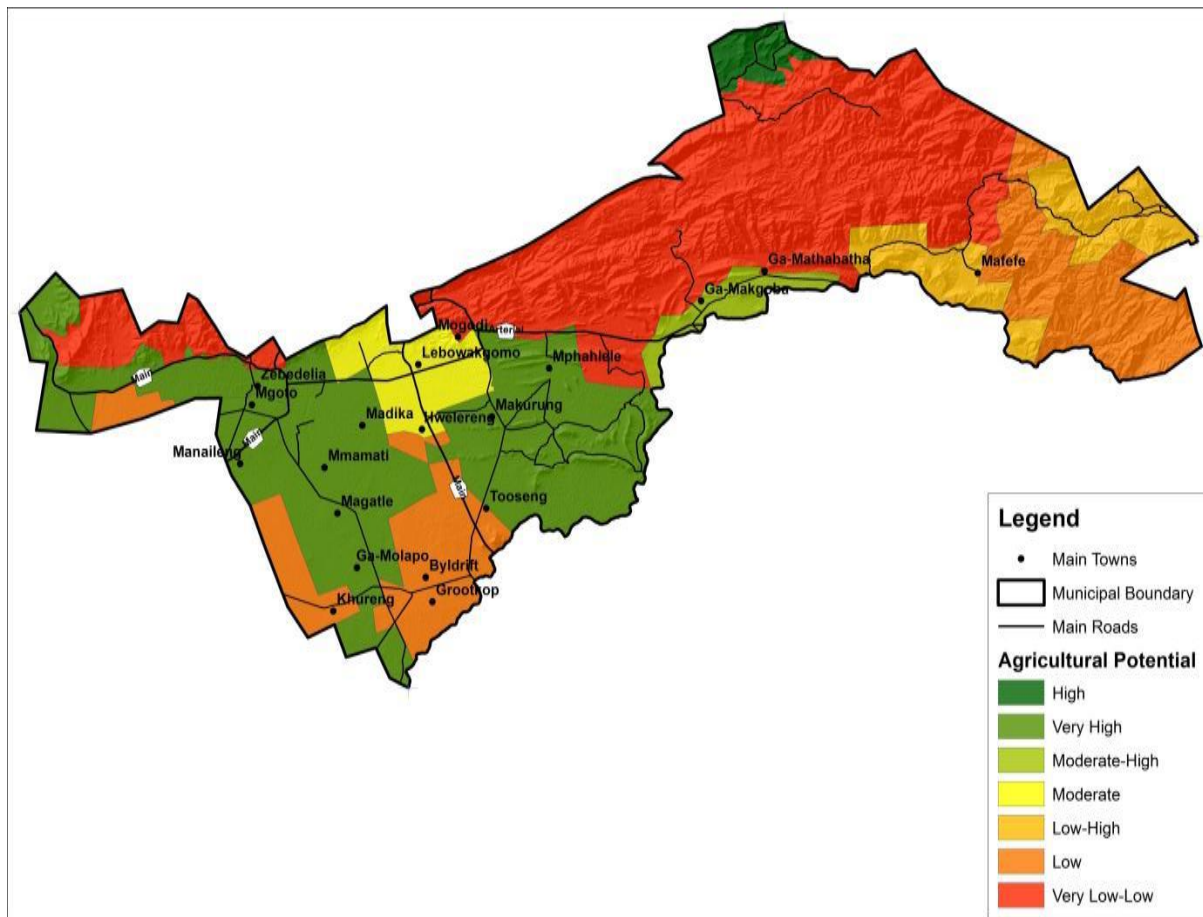 Ga-Mathabatha
Mafefe
Ga-Makgoba
Mogodi
Arterial
Lebowakgomo
Mphahlele
Main
Zebedelia
Mgoto
Makurung
Madika
Hwelereng
Main
Manaileng
Mmamati
Main
Magatle
Tooseng
Ga-Molapo
Byldrift
Groothop
Khureng
Legend
Main Towns
Municipal Boundary
Main Roads
Agricultural Potential
High
Very High
Moderate-High
Moderate
Low-High
Low
Very Low-Low